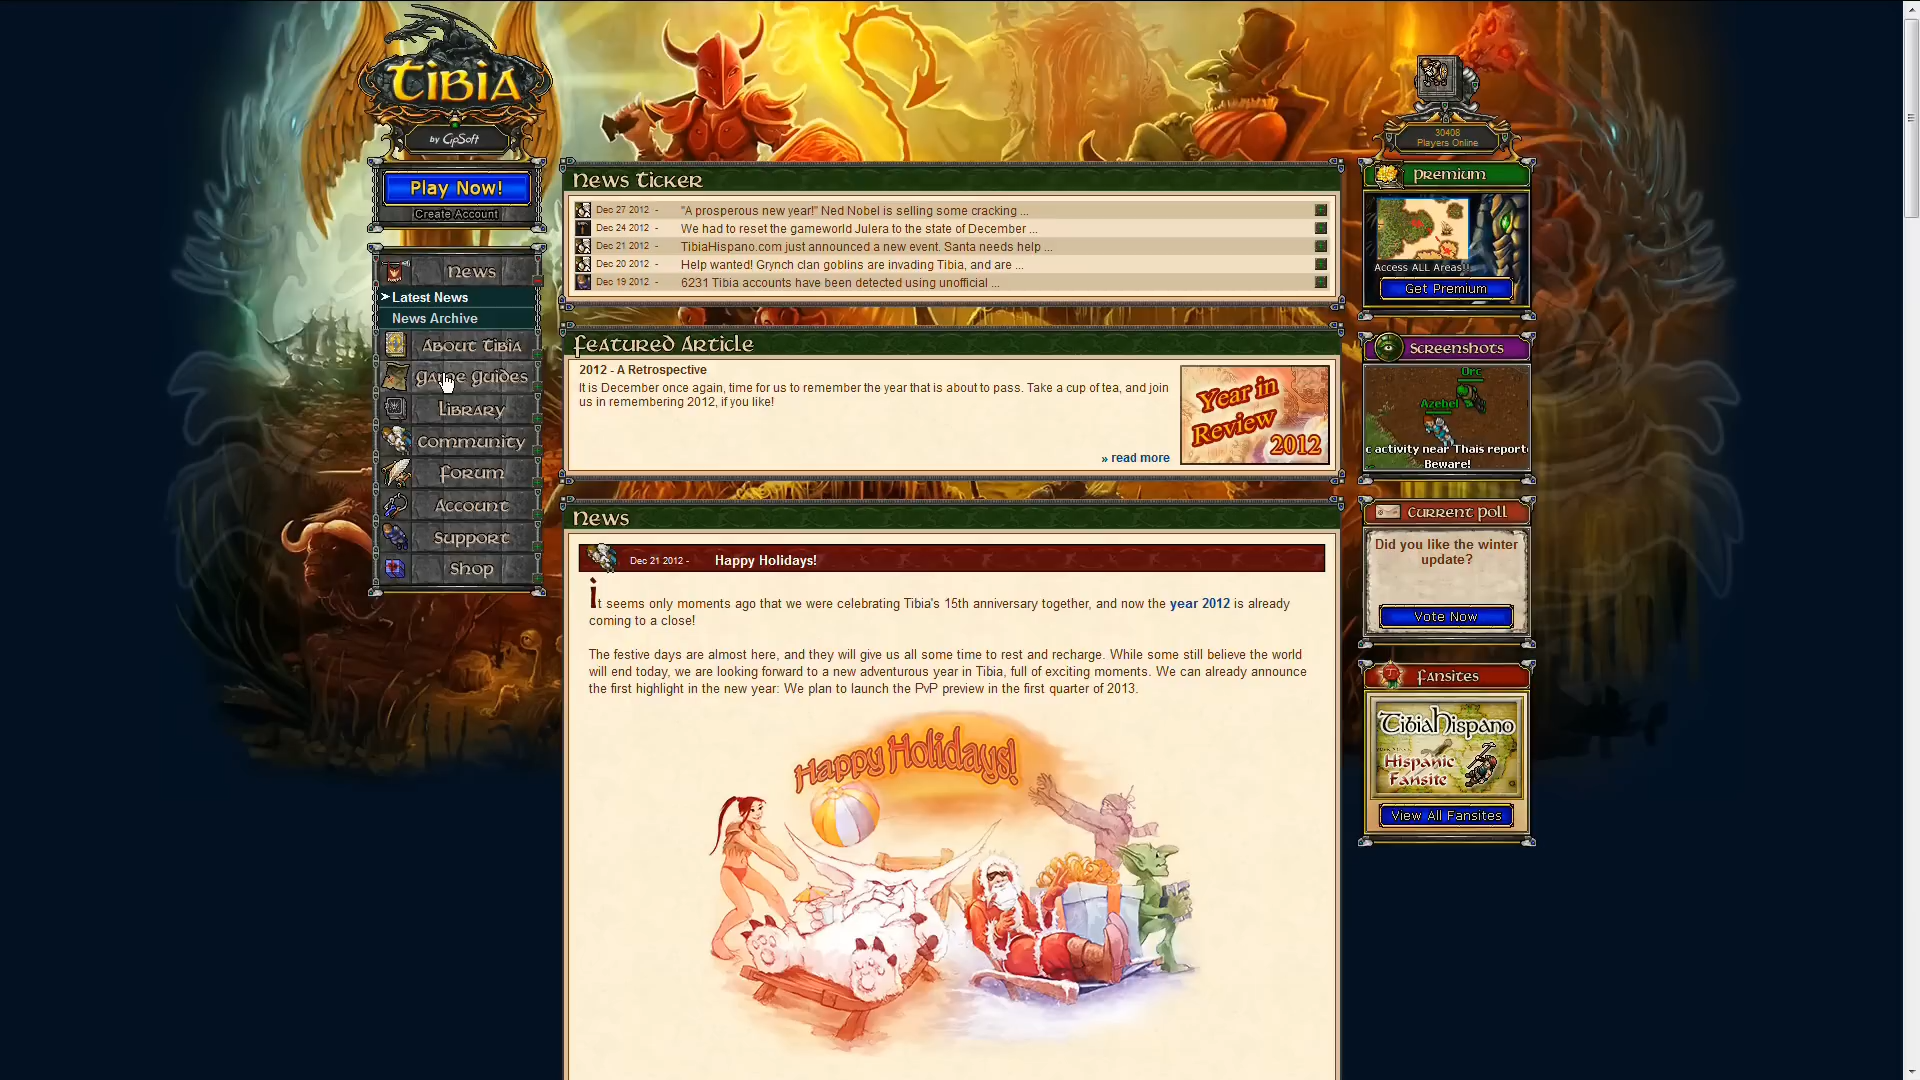 TIBIA
by CipSoft
Play Now!
Create Account
News
Latest News
News Archive
About Tibia
Game Guides
Library
Community
Forum
Account
Support
Shop
News Ticker
Dec 27 2012 - "A prosperous new year!" Ned Nobel is selling some cracking ...
Dec 24 2012 - We had to reset the gameworld Julera to the state of December ...
Dec 21 2012 - TibiaHispano.com just announced a new event. Santa needs help ...
Dec 20 2012 - Help wanted! Grynch clan goblins are invading Tibia, and are ...
Dec 19 2012 - 6231 Tibia accounts have been detected using unofficial ...
Featured Article
2012 - A Retrospective
It is December once again, time for us to remember the year that is about to pass. Take a cup of tea, and join
us in remembering 2012, if you like!
» read more
Year in
Review
2012
News
Dec 21 2012 - Happy Holidays!
It seems only moments ago that we were celebrating Tibia's 15th anniversary together, and now the year 2012 is already
coming to a close!
The festive days are almost here, and they will give us all some time to rest and recharge. While some still believe the world
will end today, we are looking forward to a new adventurous year in Tibia, full of exciting moments. We can already announce
the first highlight in the new year: We plan to launch the PvP preview in the first quarter of 2013.
Happy Holidays!
30408
Players Online
Premium
Access ALL Areas!!
Get Premium
Screenshots
Orc
Azebel
c activity near Thais report
Beware!
Current Poll
Did you like the winter
update?
Vote Now
Fansites
TibiaHispano
Hispanic
Fansite
View All Fansites